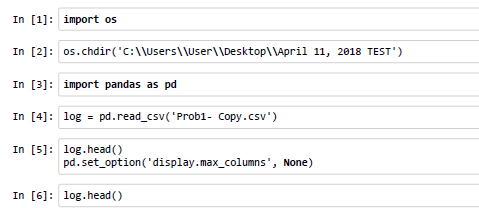 In [1]: import os
In [2]: os.chdir('C:\\Users\\User\\Desktop\\April 11, 2018 TEST')
In [3]: import pandas as pd
In [4]: log = pd.read_csv('Prob1- Copy.csv')
In [5]: log.head()
pd.set_option('display.max_columns', None)
In [6]: log.head()